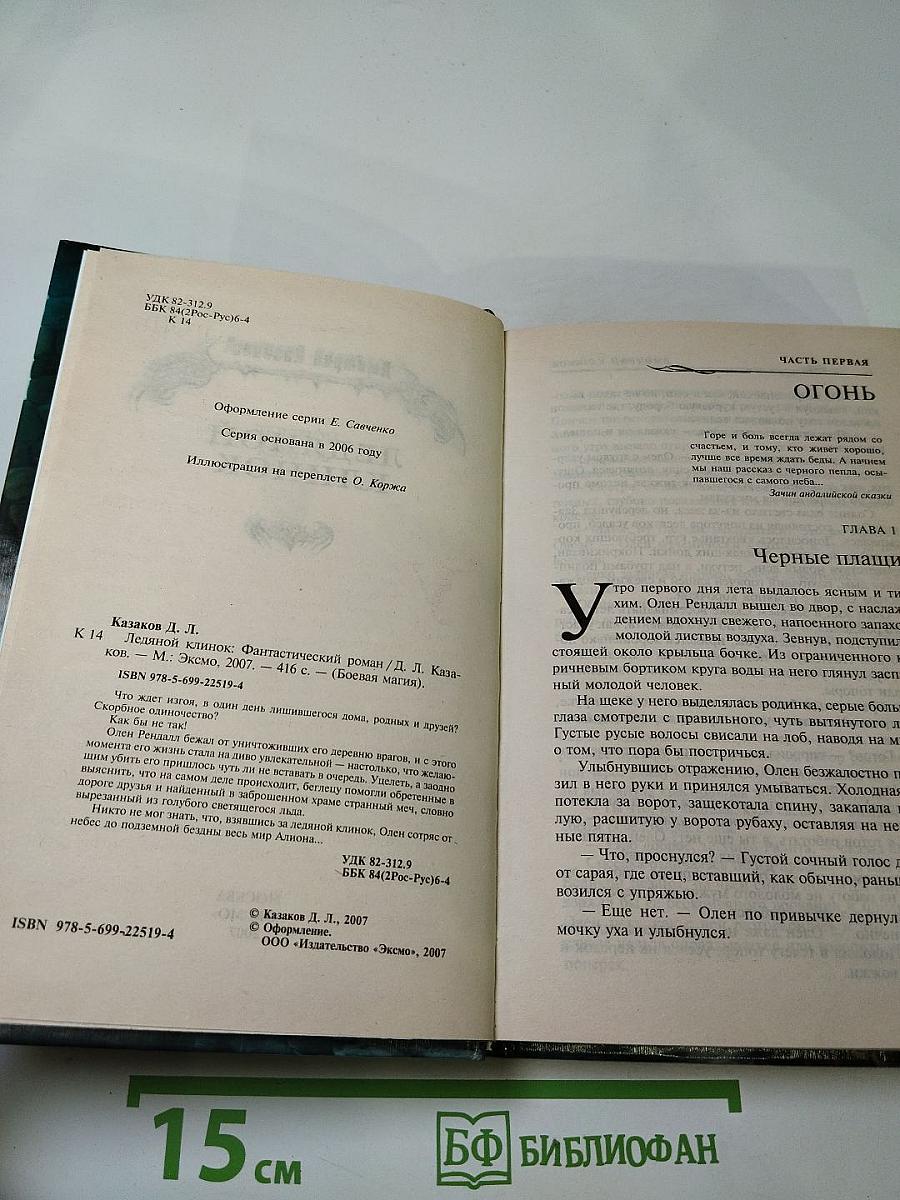 УДК 82-312.9
ББК 84(2Рос-Рус)6-4
К 14
Оформление серии Е. Савченко
Серия основана в 2006 году
Иллюстрация на переплете О. Коржа
Казаков Д. Л.
К 14 Ледяной клинок: Фантастический роман / Д. Л. Каза-
ков. — М.: Эксмо, 2007. — 416 с. — (Боевая магия).
ISBN 978-5-699-22519-4
Что ждет изгоя, в один день лишившегося дома, родных и друзей?
Скорбное одиночество?
Как бы не так!
Олен Рендалл бежал от уничтоживших его деревню врагов, и с этого
момента его жизнь стала на диво увлекательной — настолько, что желаю-
щим убить его пришлось чуть ли не вставать в очередь. Уцелеть, а заодно
выяснить, что на самом деле происходит, беглецу помогли обретенные в
дороге друзья и найденный в заброшенном храме странный меч, словно
вырезанный из голубого светящегося льда.
Никто не мог знать, что, взявшись за ледяной клинок, Олен сотряс от
небес до подземной бездны весь мир Алиона...
УДК 82-312.9
ББК 84(2Рос-Рус)6-4
© Казаков Д. Л., 2007
© Оформление.
ООО «Издательство «Эксмо», 2007
ISBN 978-5-699-22519-4
ЧАСТЬ ПЕРВАЯ
ОГОНЬ
Горе и боль всегда лежат рядом со
счастьем, и тому, кто живет хорошо,
лучше все время ждать беды. А начнем
мы наш рассказ с черного пепла, осы-
павшегося с самого неба...
Зачин андалийской сказки
ГЛАВА 1
Черные плащи
Утро первого дня лета выдалось ясным и ти-
хим. Олен Рендалл вышел во двор, с наслаж-
дением вдохнул свежего, напоенного запахо
молодой листвы воздуха. Зевнув, подступил
стоящей около крыльца бочке. Из ограниченного к
ричневым бортиком круга воды на него глянул засп
ный молодой человек.
На щеке у него выделялась родинка, серые боль
глаза смотрели с правильного, чуть вытянутого л
Густые русые волосы свисали на лоб, наводя на м
о том, что пора бы постричься.
Улыбнувшись отражению, Олен безжалостно п
зил в него руки и принялся умываться. Холодная
потекла за ворот, защекотала спину, закапала
лую, расшитую у ворота рубаху, оставляя на не
ные пятна.
— Что, проснулся? — Густой сочный голос д
от сарая, где отец, вставший, как обычно, рань
возился с упряжью.
— Еще нет. — Олен по привычке дернул
мочку уха и улыбнулся.
15 см
БФ БИБЛИОФАН